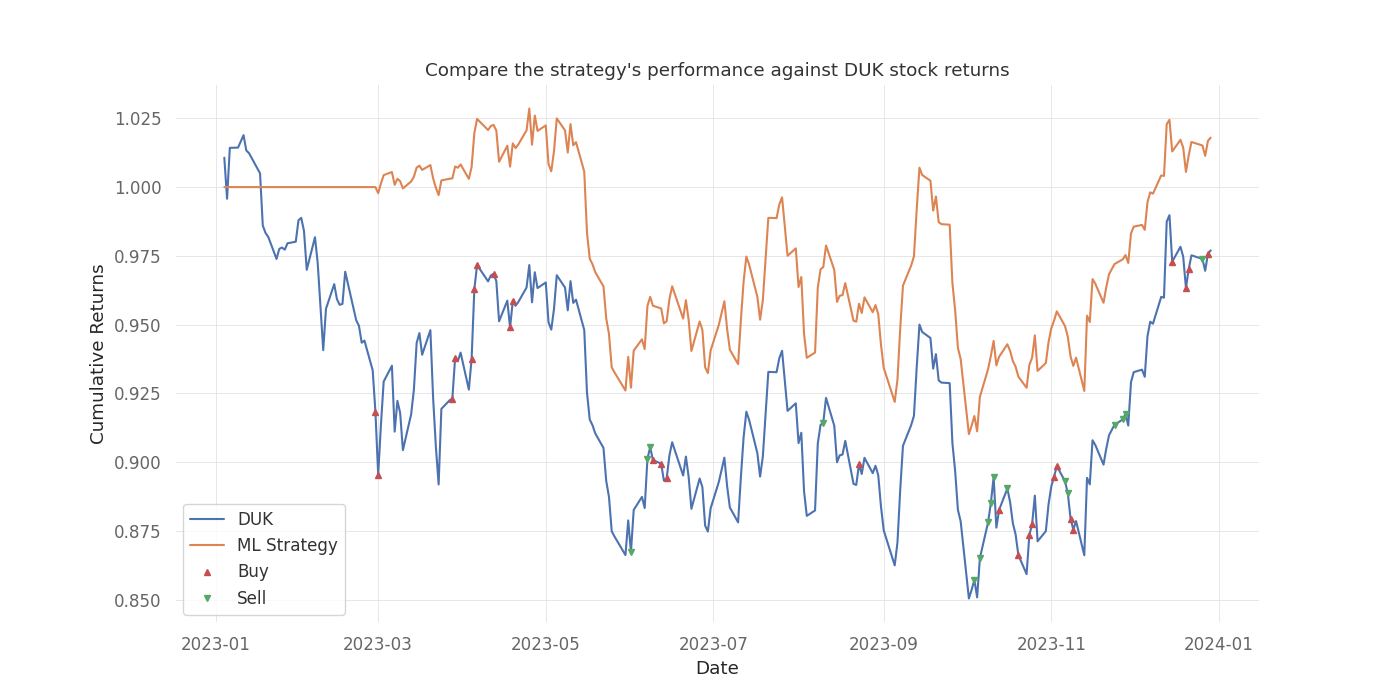 Compare the strategy's performance against DUK stock returns
Cumulative Returns
1.025
1.000
0.975
0.950
0.925
0.900
0.875
0.850
DUK
ML Strategy
Buy
Sell
2023-01 2023-03 2023-05 2023-07 2023-09 2023-11 2024-01
Date